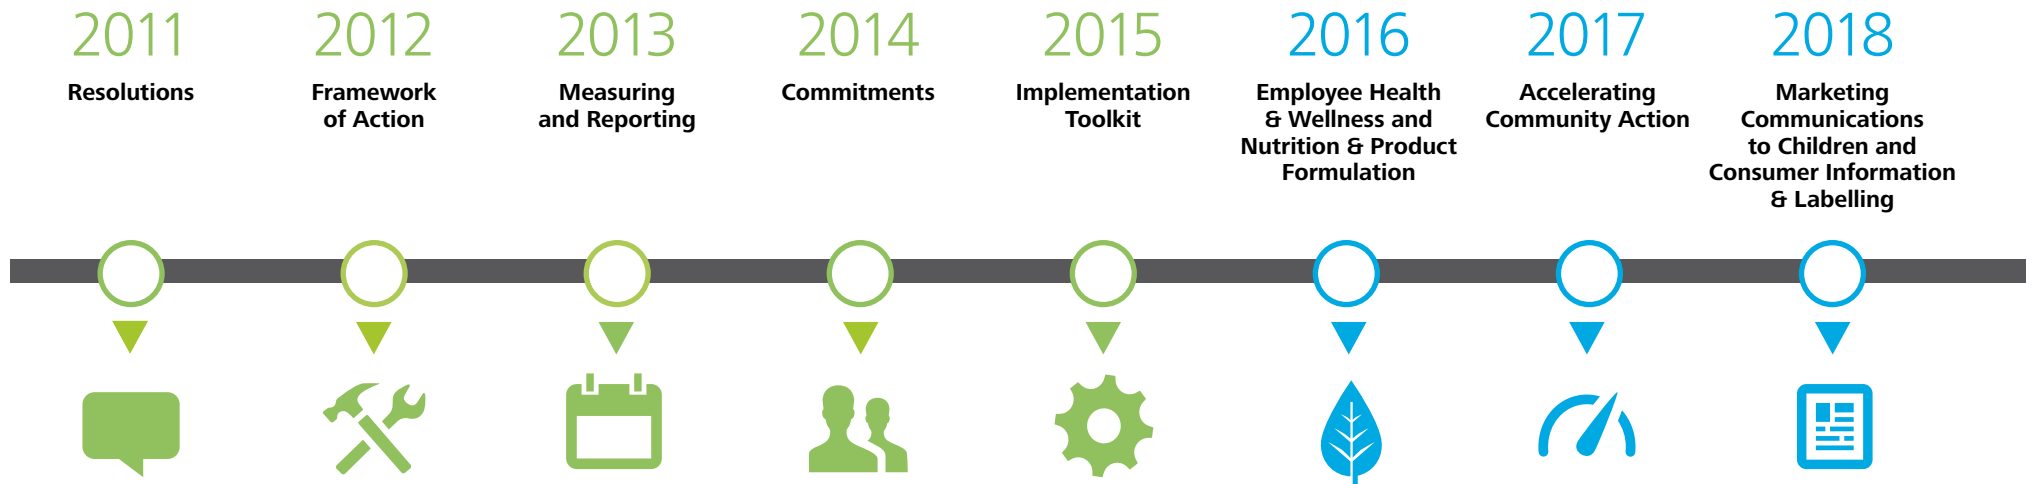 2011
Resolutions
2012
Framework
of Action
2013
Measuring
and Reporting
2014
Commitments
2015
Implementation
Toolkit
2016
Employee Health
& Wellness and
Nutrition & Product
Formulation
2017
Accelerating
Community Action
2018
Marketing
Communications
to Children and
Consumer Information
& Labelling